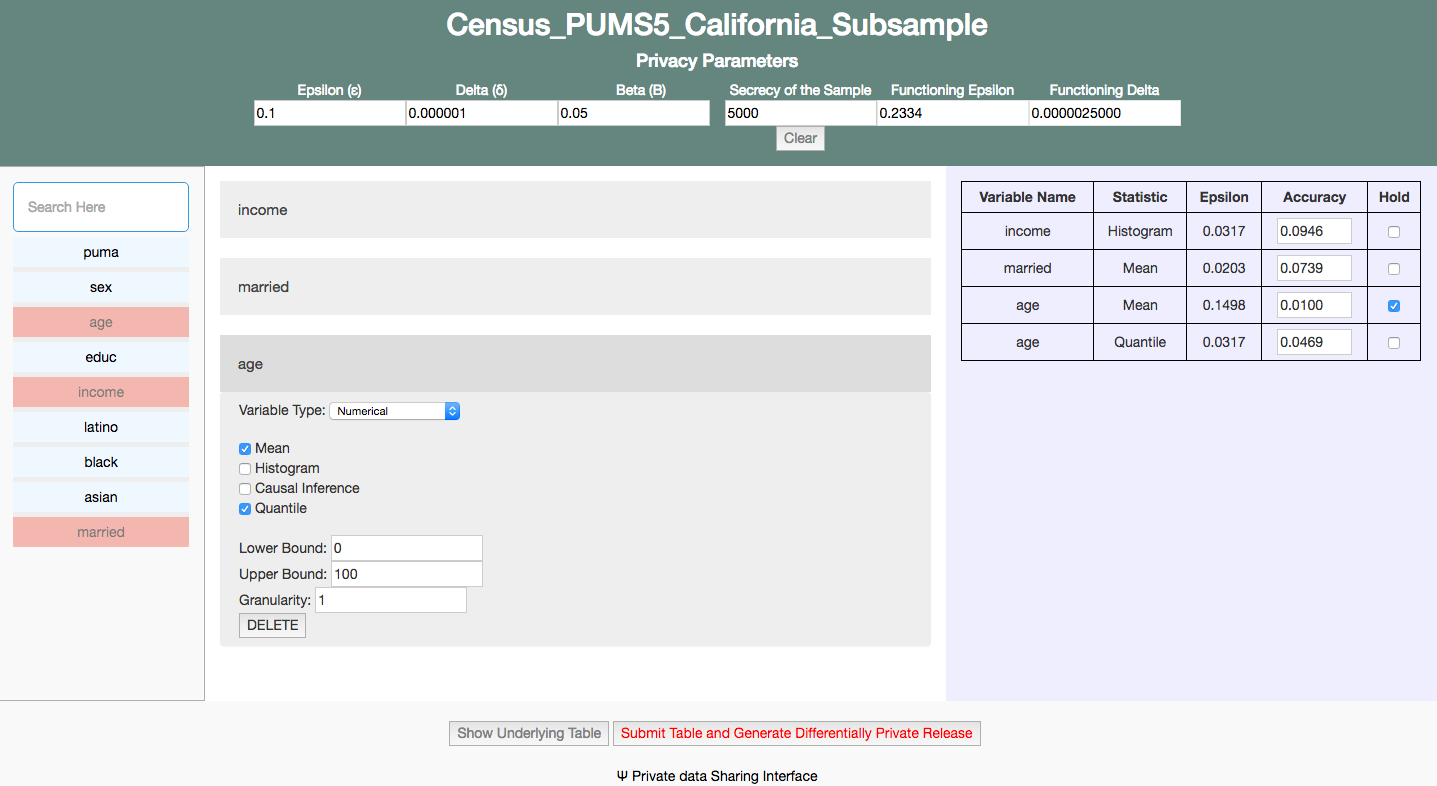 Census_PUMS5_California_Subsample
Privacy Parameters
Epsilon (ε) Delta (δ) Beta (B) Secrecy of the Sample Functioning Epsilon Functioning Delta
0.1 0.000001 0.05 5000 0.2334 0.0000025000
Clear
Search Here
puma
sex
age
educ
income
latino
black
asian
married
income
married
age
Variable Type: Numerical
Mean
Histogram
Causal Inference
Quantile
Lower Bound: 0
Upper Bound: 100
Granularity: 1
DELETE
Variable Name Statistic Epsilon Accuracy Hold
income Histogram 0.0317 0.0946
married Mean 0.0203 0.0739
age Mean 0.1498 0.0100
age Quantile 0.0317 0.0469
Show Underlying Table Submit Table and Generate Differentially Private Release
Ψ Private data Sharing Interface